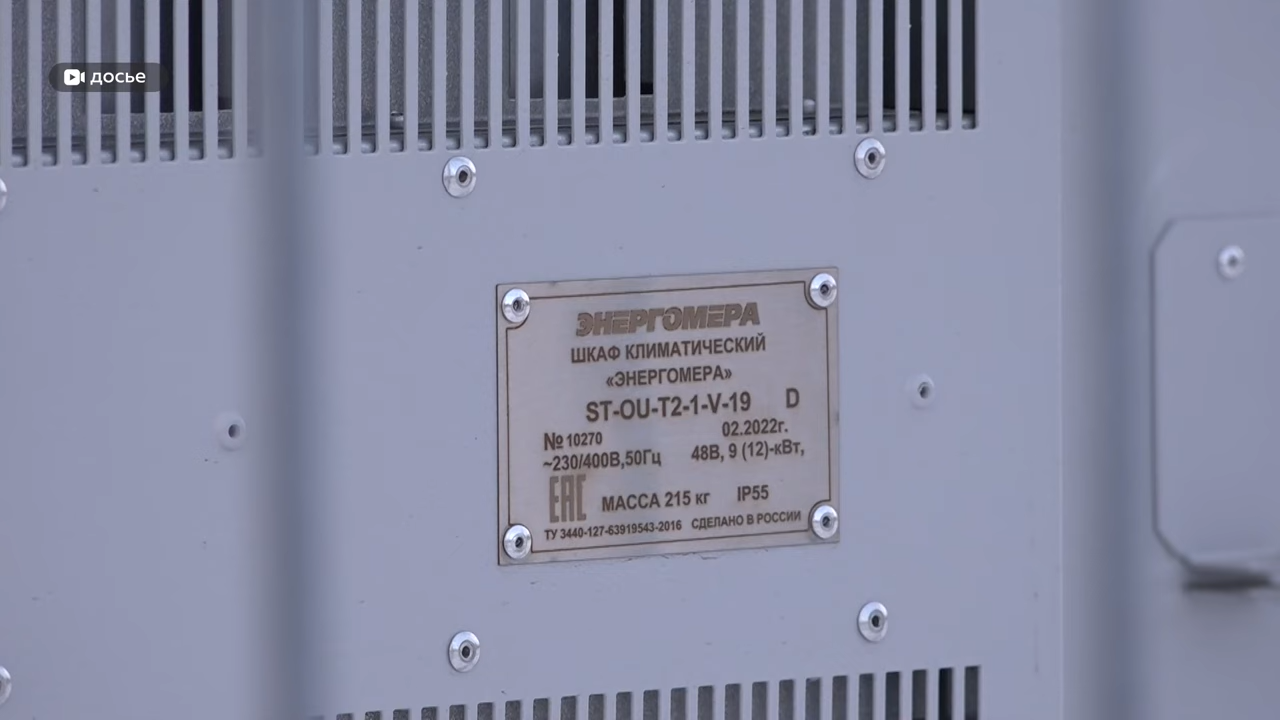 досье
ЭНЕРГОМЕРА
ШКАФ КЛИМАТИЧЕСКИЙ
«ЭНЕРГОМЕРА»
ST-OU-T2-1-V-19 D
№ 10270 02.2022г.
~230/400В,50Гц 48В, 9 (12)-кВт,
ЕАС МАССА 215 кг IP55
ТУ 3440-127-63919543-2016 СДЕЛАНО В РОССИИ